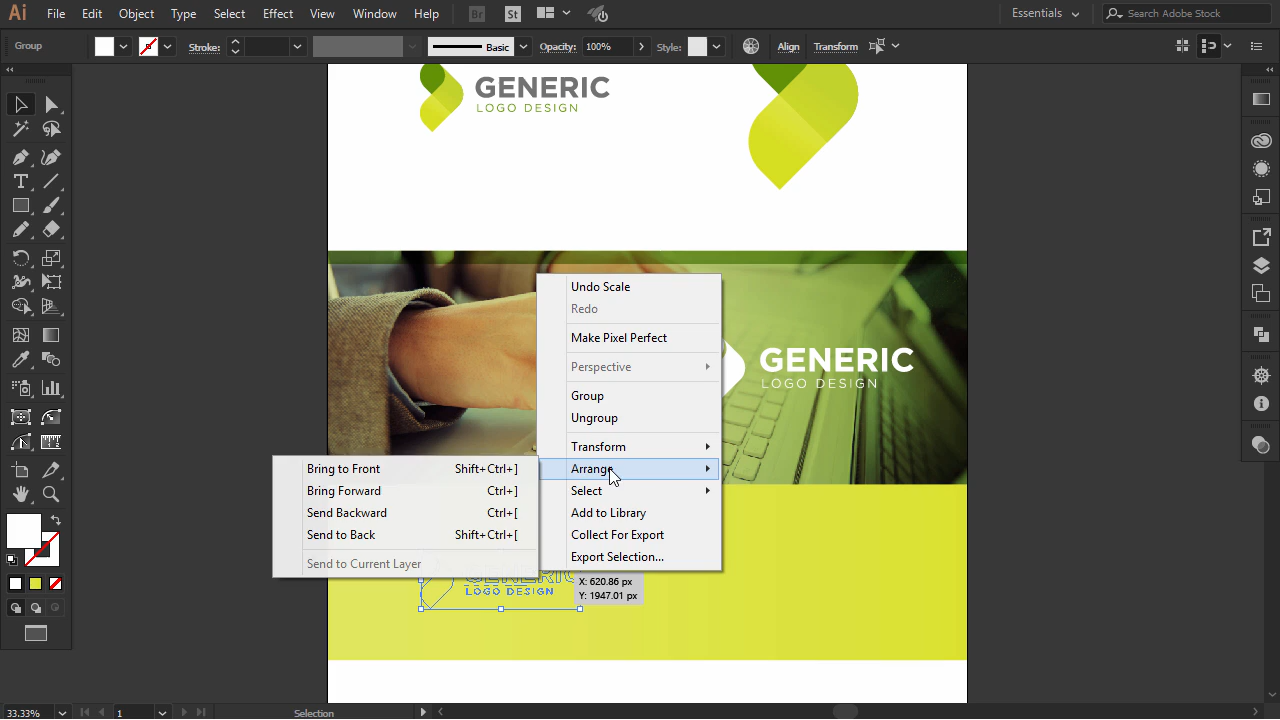 Ai File Edit Object Type Select Effect View Window Help Br St Essentials Search Adobe Stock
Group Stroke: Basic Opacity: 100% Style: Align Transform
GENERIC
LOGO DESIGN
Undo Scale
Redo
Make Pixel Perfect
Perspective
Group
Ungroup
Transform
Arrange
Select
Add to Library
Collect For Export
Export Selection...
GENERIC
LOGO DESIGN
Bring to Front Shift+Ctrl+]
Bring Forward Ctrl+]
Send Backward Ctrl+[
Send to Back Shift+Ctrl+[
Send to Current Layer
GENERIC
LOGO DESIGN
X: 620.86 px
Y: 1947.01 px
33.33% 1 Selection